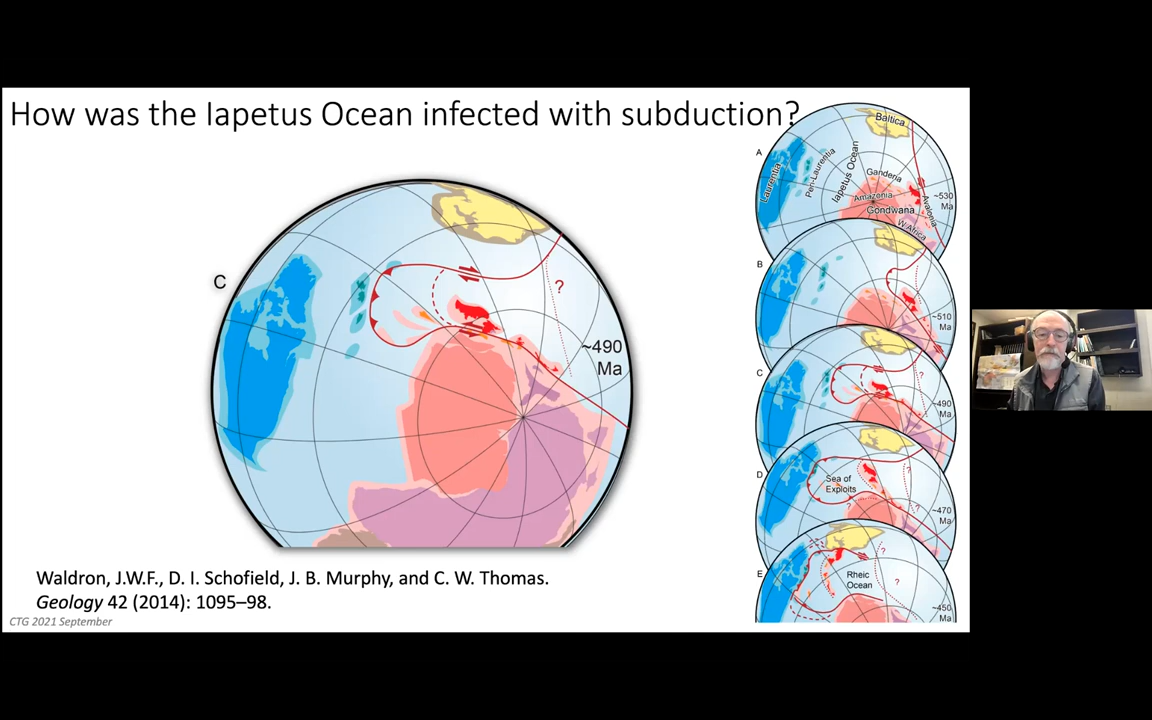 How was the Iapetus Ocean infected with subduction?
C
?
~490
Ma
Waldron, J.W.F., D. I. Schofield, J. B. Murphy, and C. W. Thomas.
Geology 42 (2014): 1095–98.
CTG 2021 September
A
Baltica
Laurentia
Peri-Laurentia
Iapetus Ocean
Ganderia
Amazonia
Gondwana
Avalonia
W.Africa
~530
Ma
B
~510
Ma
C
?
~490
Ma
D
Sea of
Exploits
?
?
?
~470
Ma
E
Rheic
Ocean
?
?
~450
Ma